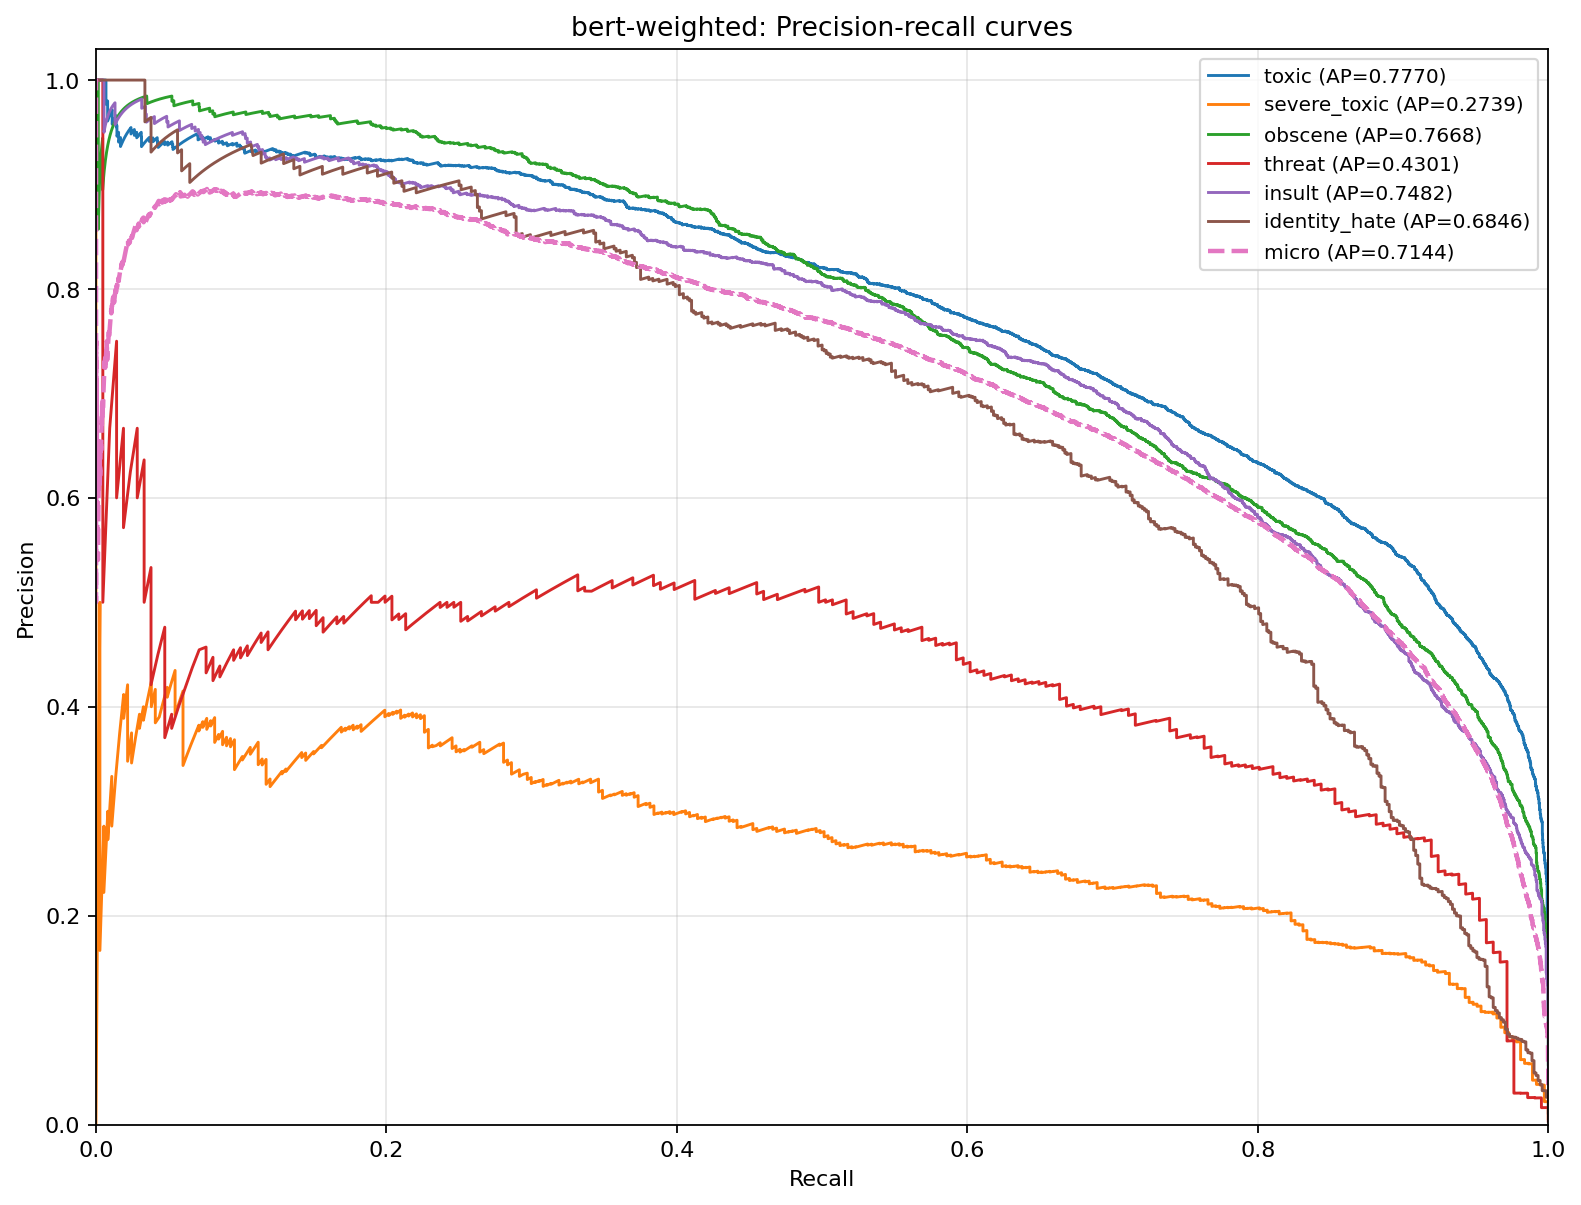 bert-weighted: Precision-recall curves
toxic (AP=0.7770)
severe_toxic (AP=0.2739)
obscene (AP=0.7668)
threat (AP=0.4301)
insult (AP=0.7482)
identity_hate (AP=0.6846)
micro (AP=0.7144)
Precision
1.0
0.8
0.6
0.4
0.2
0.0
0.0 0.2 0.4 0.6 0.8 1.0
Recall